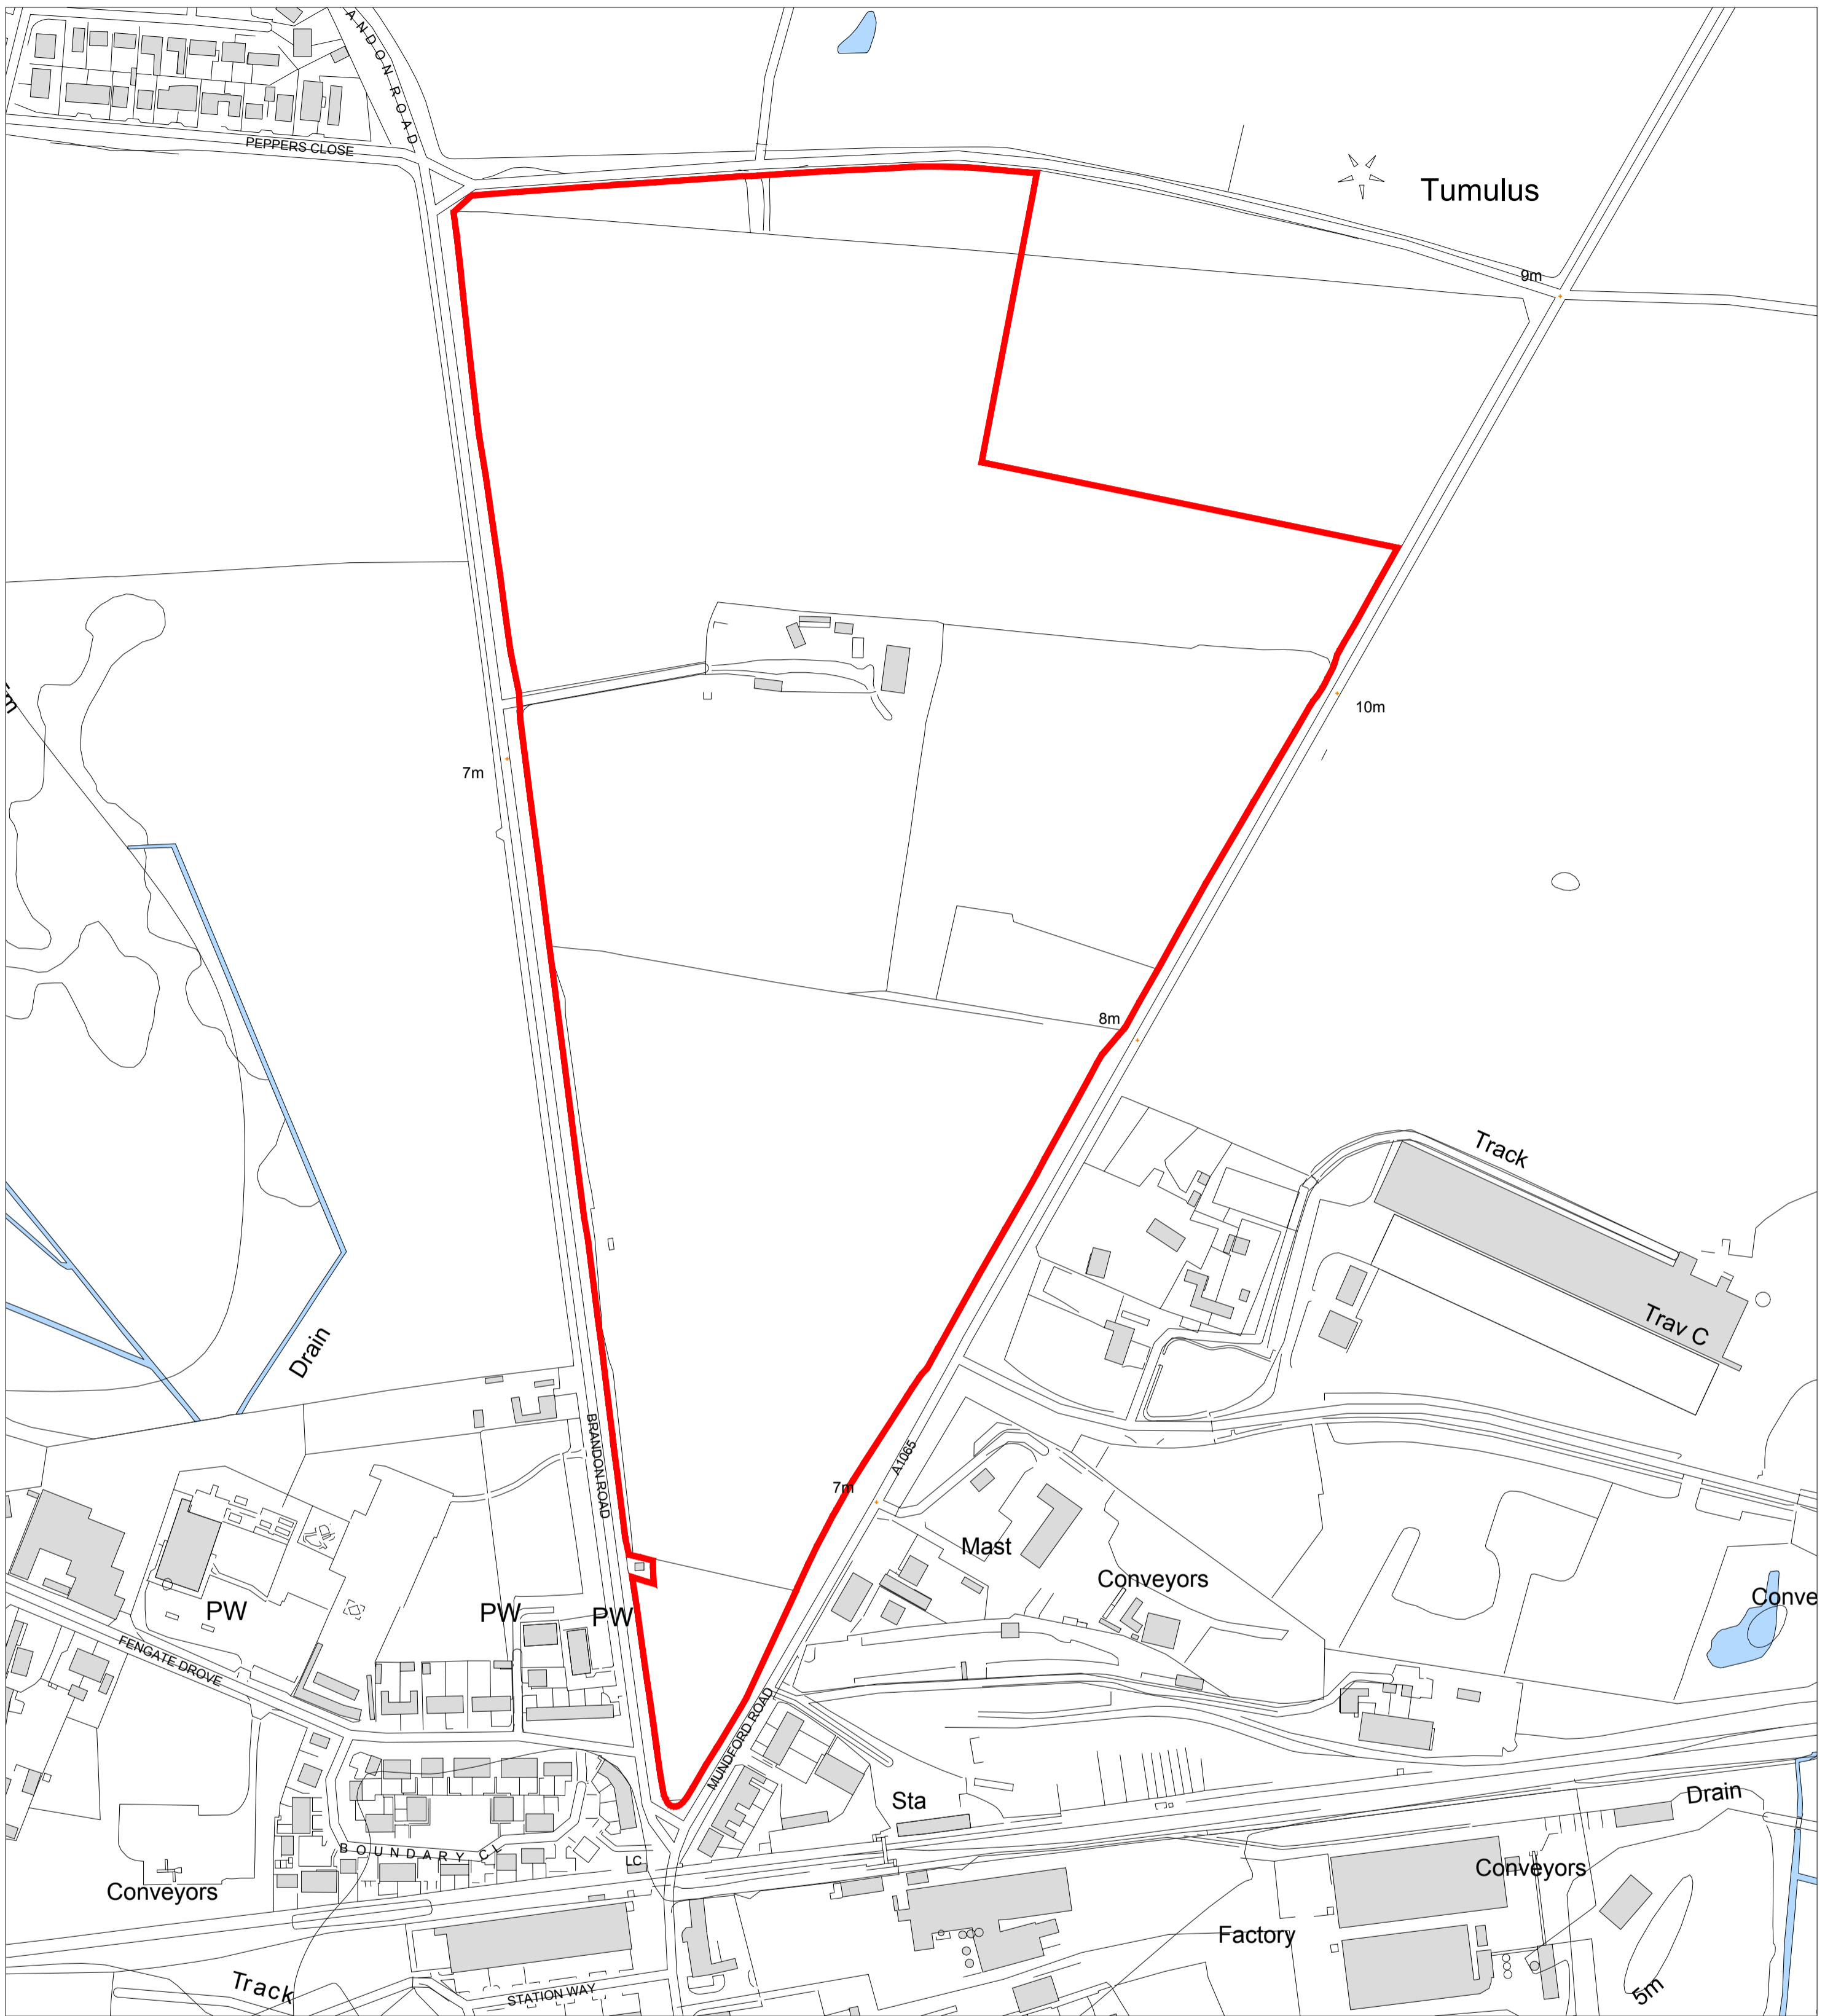 ANDON ROAD
PEPPERS CLOSE
Tumulus
9m
10m
7m
8m
Track
Trav C
Drain
BRANDON ROAD
A1065
7m
Mast
Conveyors
Conve
PW
PW
PW
FENGATE DROVE
MUNDFORD ROAD
Sta
Drain
BOUNDARY CL
LC
Conveyors
Conveyors
Factory
Track
STATION WAY
5m